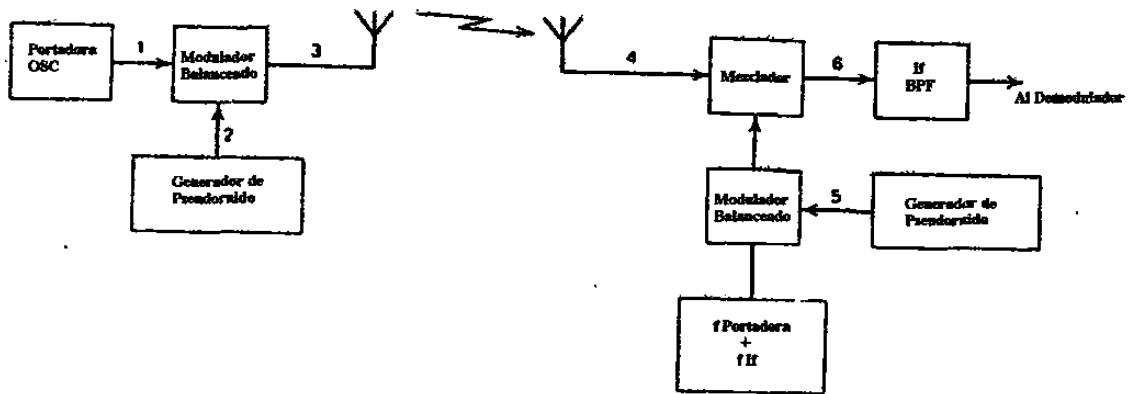 Portadora
OSC
1
Modulador
Balanceado
3
2
Generador de
Pseudoruido
4
Mezclador
6
If
BPF
Al Demodulador
Modulador
Balanceado
5
Generador de
Pseudoruido
f Portadora
+
f If